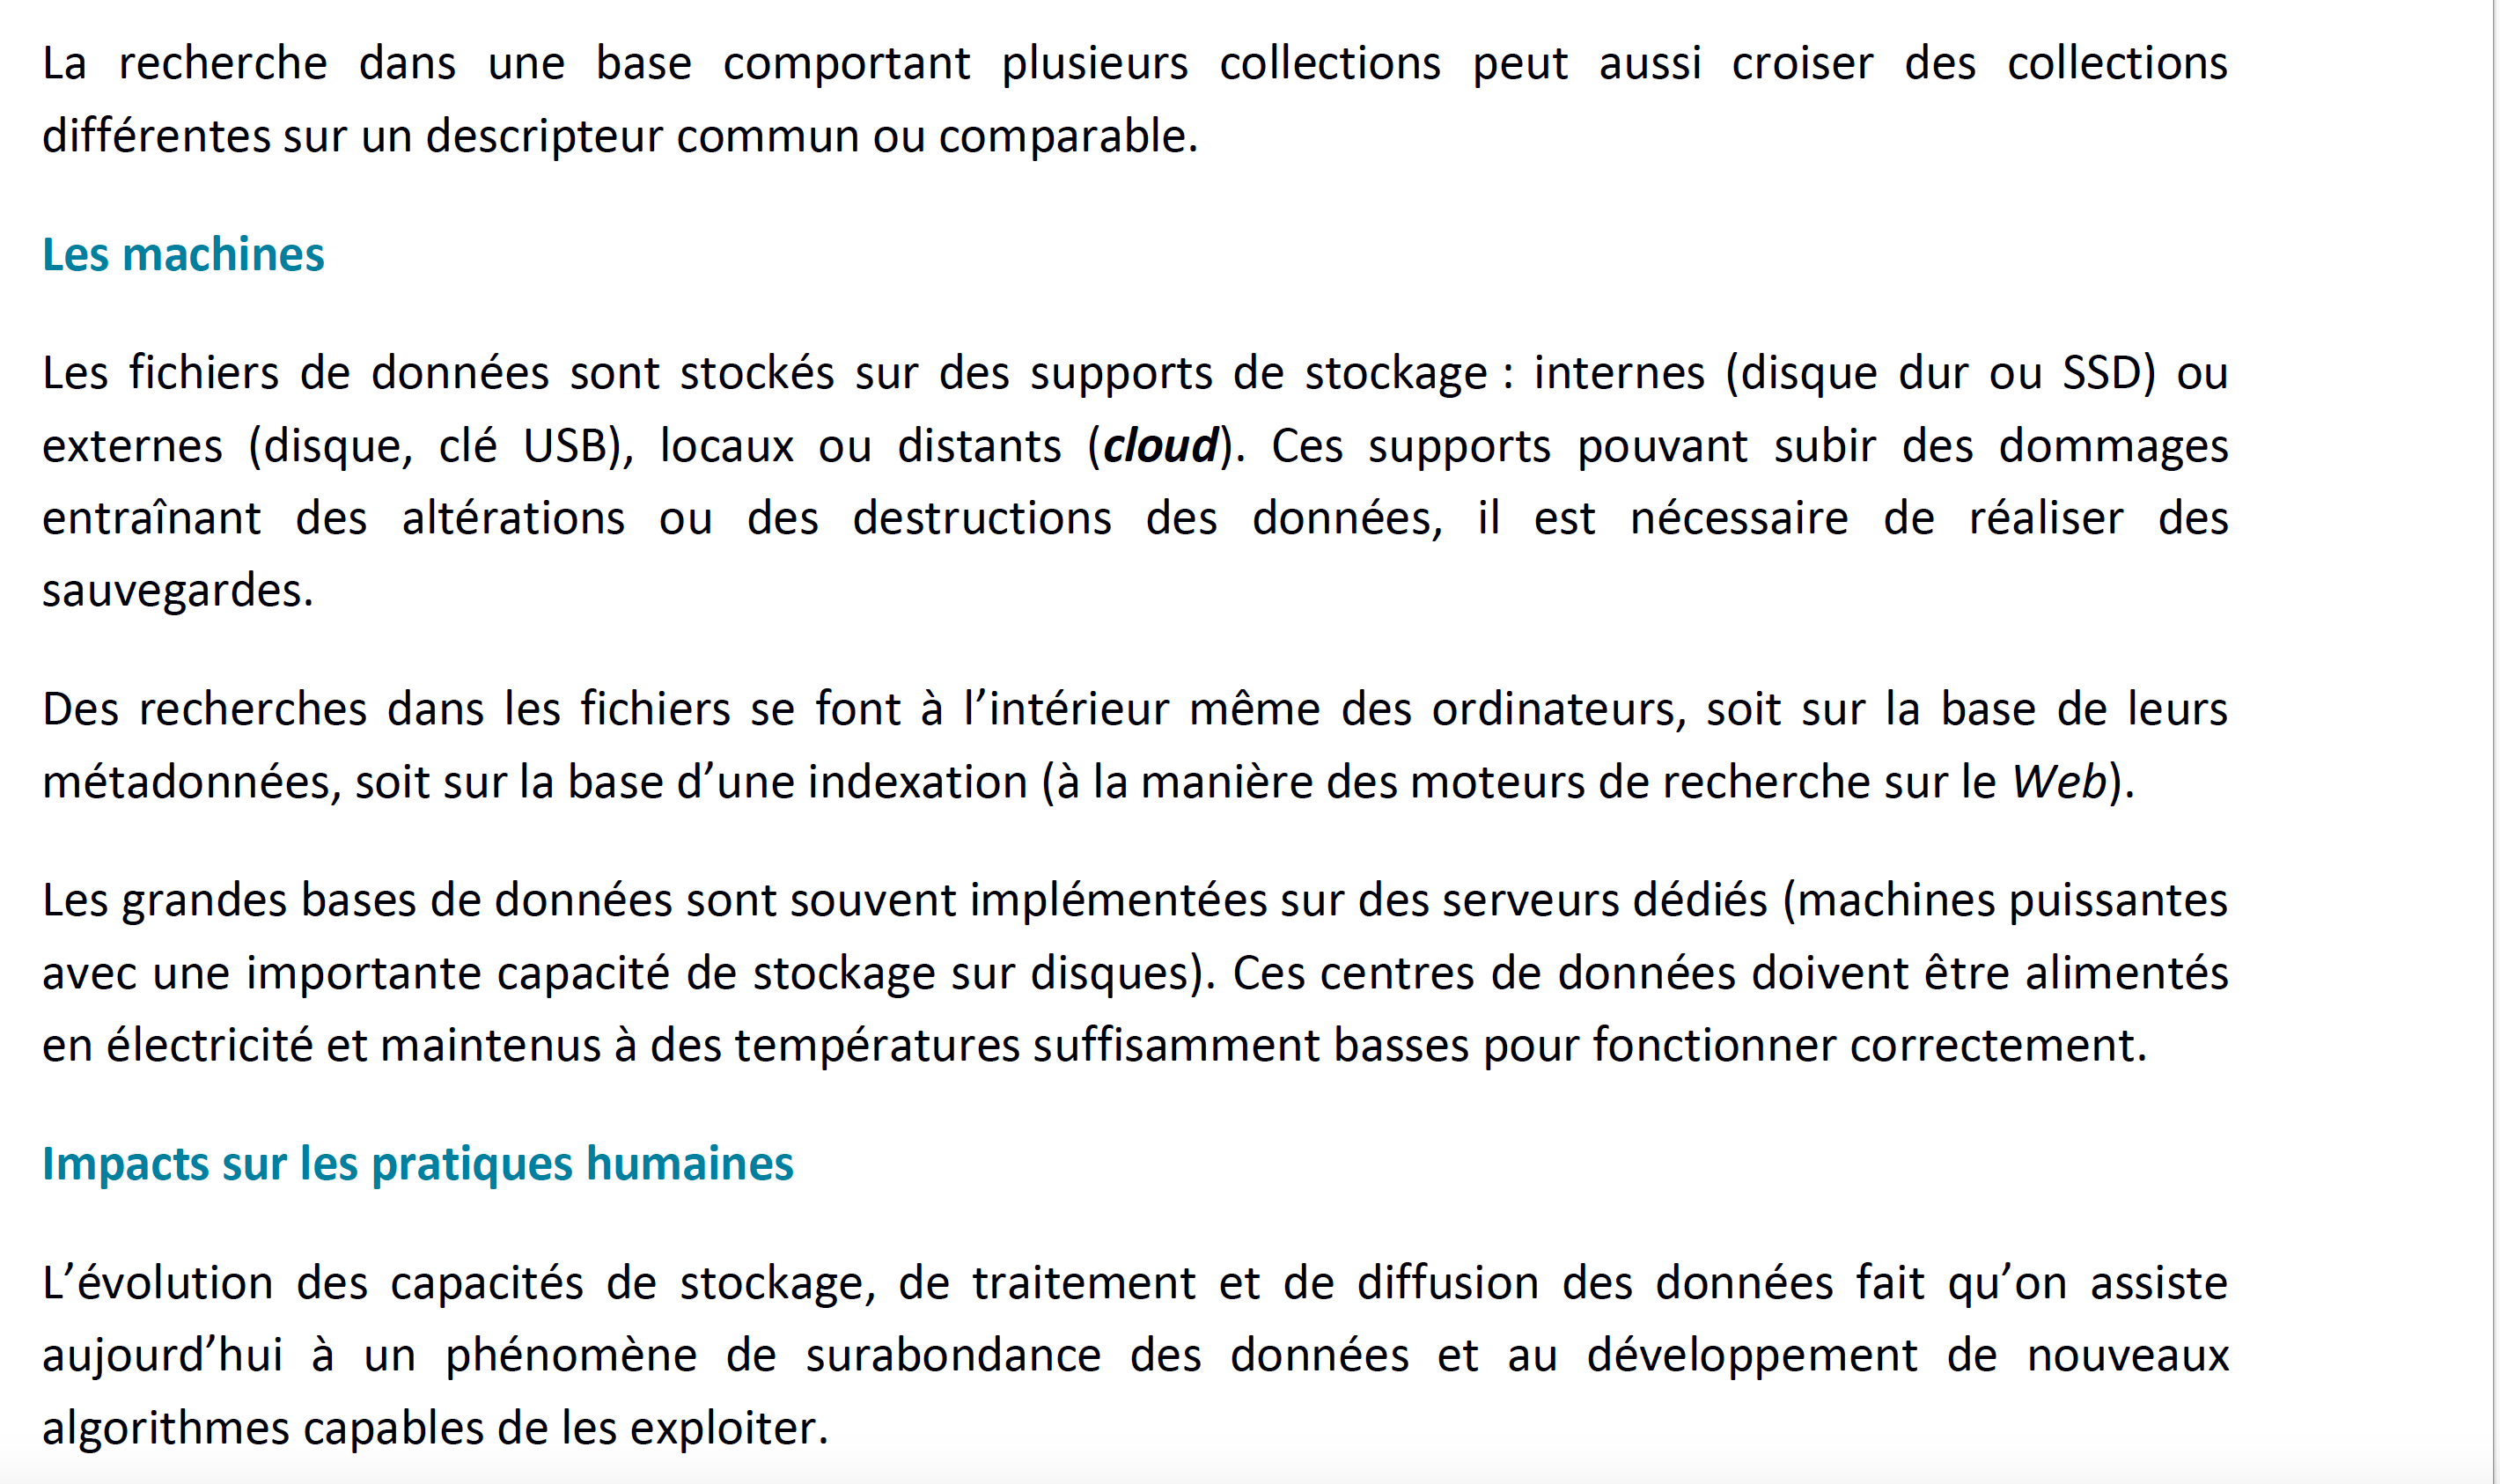 La recherche dans une base comportant plusieurs collections peut aussi croiser des collections
différentes sur un descripteur commun ou comparable.
Les machines
Les fichiers de données sont stockés sur des supports de stockage : internes (disque dur ou SSD) ou
externes (disque, clé USB), locaux ou distants (cloud). Ces supports pouvant subir des dommages
entraînant des altérations ou des destructions des données, il est nécessaire de réaliser des
sauvegardes.
Des recherches dans les fichiers se font à l’intérieur même des ordinateurs, soit sur la base de leurs
métadonnées, soit sur la base d’une indexation (à la manière des moteurs de recherche sur le Web).
Les grandes bases de données sont souvent implémentées sur des serveurs dédiés (machines puissantes
avec une importante capacité de stockage sur disques). Ces centres de données doivent être alimentés
en électricité et maintenus à des températures suffisamment basses pour fonctionner correctement.
Impacts sur les pratiques humaines
L’évolution des capacités de stockage, de traitement et de diffusion des données fait qu’on assiste
aujourd’hui à un phénomène de surabondance des données et au développement de nouveaux
algorithmes capables de les exploiter.